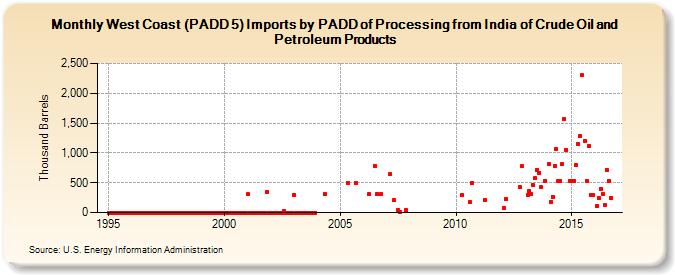 Monthly West Coast (PADD 5) Imports by PADD of Processing from India of Crude Oil and
Petroleum Products
Thousand Barrels
2,500
2,000
1,500
1,000
500
0
1995
2000
2005
2010
2015
Source: U.S. Energy Information Administration